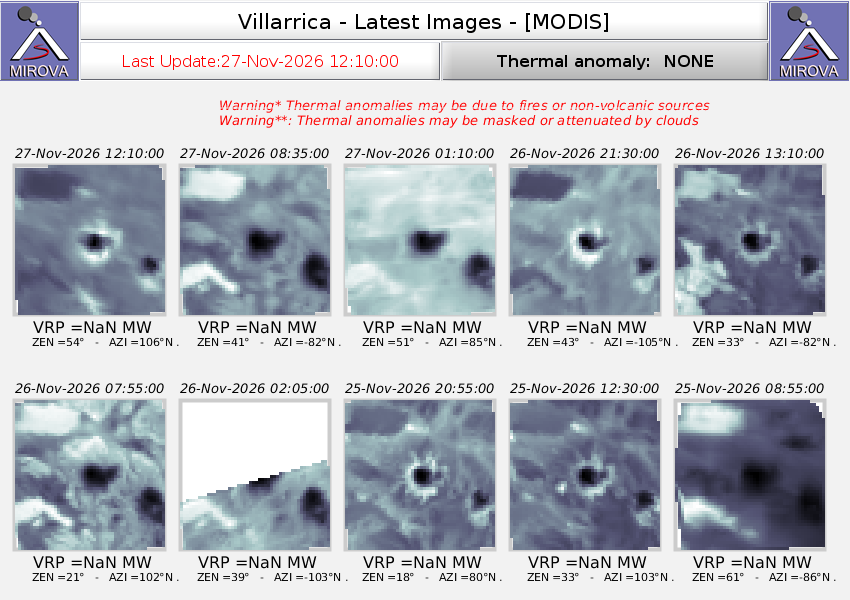 Villarrica - Latest Images - [MODIS]
MIROVA
MIROVA
Last Update:27-Nov-2026 12:10:00
Thermal anomaly: NONE
Warning* Thermal anomalies may be due to fires or non-volcanic sources
Warning**: Thermal anomalies may be masked or attenuated by clouds
27-Nov-2026 12:10:00
27-Nov-2026 08:35:00
27-Nov-2026 01:10:00
26-Nov-2026 21:30:00
26-Nov-2026 13:10:00
VRP =NaN MW
VRP =NaN MW
VRP =NaN MW
VRP =NaN MW
VRP =NaN MW
ZEN =54° - AZI =106°N .
ZEN =41° - AZI =-82°N .
ZEN =51° - AZI =85°N .
ZEN =43° - AZI =-105°N .
ZEN =33° - AZI =-82°N .
26-Nov-2026 07:55:00
26-Nov-2026 02:05:00
25-Nov-2026 20:55:00
25-Nov-2026 12:30:00
25-Nov-2026 08:55:00
VRP =NaN MW
VRP =NaN MW
VRP =NaN MW
VRP =NaN MW
VRP =NaN MW
ZEN =21° - AZI =102°N .
ZEN =39° - AZI =-103°N .
ZEN =18° - AZI =80°N .
ZEN =33° - AZI =103°N .
ZEN =61° - AZI =-86°N .